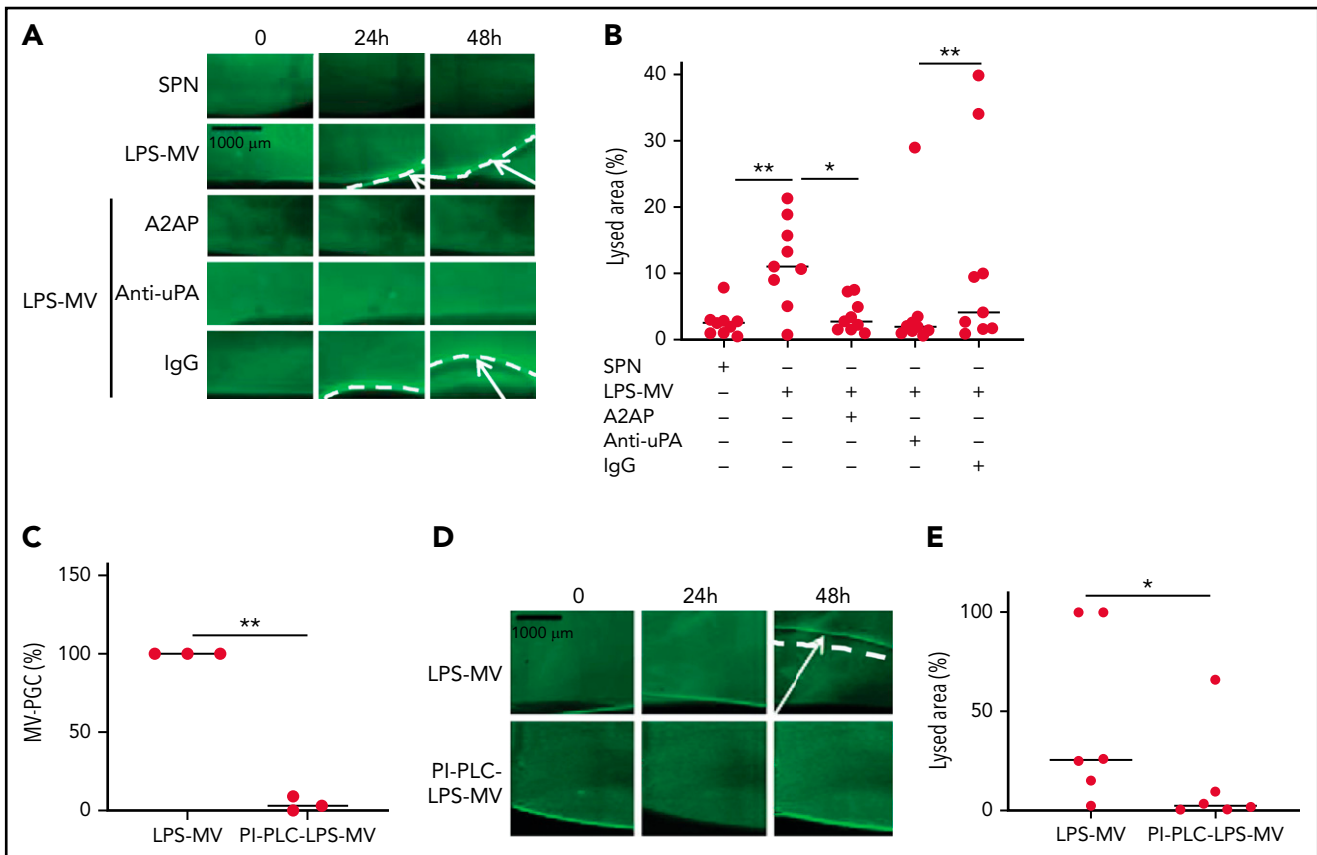 A
0 24h 48h
SPN
LPS-MV
1000 μm
A2AP
LPS-MV
Anti-uPA
IgG
B
** 
40
30
** *
20
10
0
Lysed area (%)
SPN + – – – –
LPS-MV – + + + +
A2AP – – + – –
Anti-uPA – – – + –
IgG – – – – +
C
150
**
100
50
0
MV-PGC (%)
LPS-MV PI-PLC-LPS-MV
D
0 24h 48h
1000 μm
LPS-MV
PI-PLC-
LPS-MV
E
*
100
50
0
Lysed area (%)
LPS-MV PI-PLC-LPS-MV